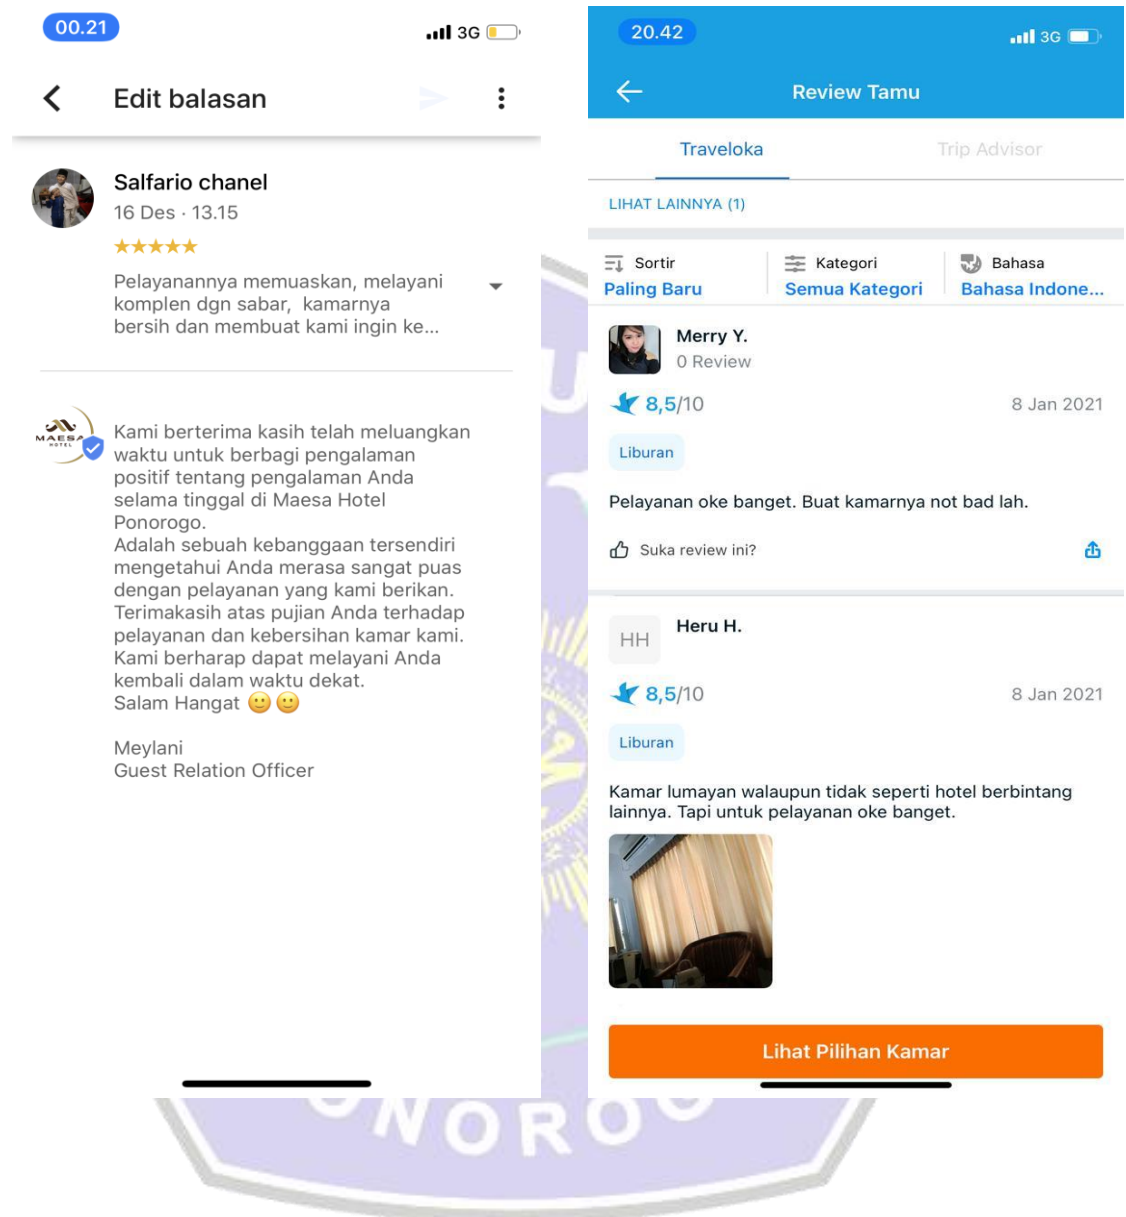 00.21
3G
Edit balasan
Salfario chanel
16 Des · 13.15
Pelayanannya memuaskan, melayani
komplen dgn sabar, kamarnya
bersih dan membuat kami ingin ke...
MAESA
HOTEL
Kami berterima kasih telah meluangkan
waktu untuk berbagi pengalaman
positif tentang pengalaman Anda
selama tinggal di Maesa Hotel
Ponorogo.
Adalah sebuah kebanggaan tersendiri
mengetahui Anda merasa sangat puas
dengan pelayanan yang kami berikan.
Terimakasih atas pujian Anda terhadap
pelayanan dan kebersihan kamar kami.
Kami berharap dapat melayani Anda
kembali dalam waktu dekat.
Salam Hangat 🙂🙂
Meylani
Guest Relation Officer
20.42
3G
Review Tamu
Traveloka
Trip Advisor
LIHAT LAINNYA (1)
Sortir
Paling Baru
Kategori
Semua Kategori
Bahasa
Bahasa Indone...
Merry Y.
0 Review
8,5/10
8 Jan 2021
Liburan
Pelayanan oke banget. Buat kamarnya not bad lah.
Suka review ini?
HH
Heru H.
8,5/10
8 Jan 2021
Liburan
Kamar lumayan walaupun tidak seperti hotel berbintang
lainnya. Tapi untuk pelayanan oke banget.
Lihat Pilihan Kamar
ONOROGO